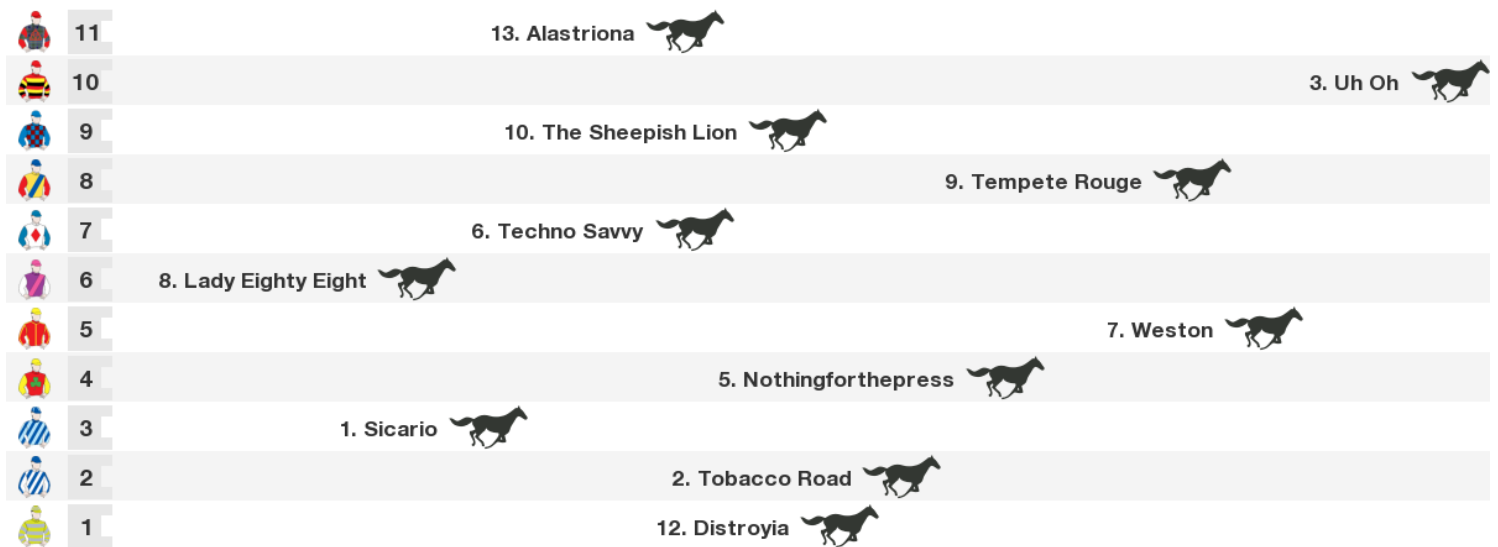 11 13. Alastriona
10 3. Uh Oh
9 10. The Sheepish Lion
8 9. Tempete Rouge
7 6. Techno Savvy
6 8. Lady Eighty Eight
5 7. Weston
4 5. Nothingforthepress
3 1. Sicario
2 2. Tobacco Road
1 12. Distroyia